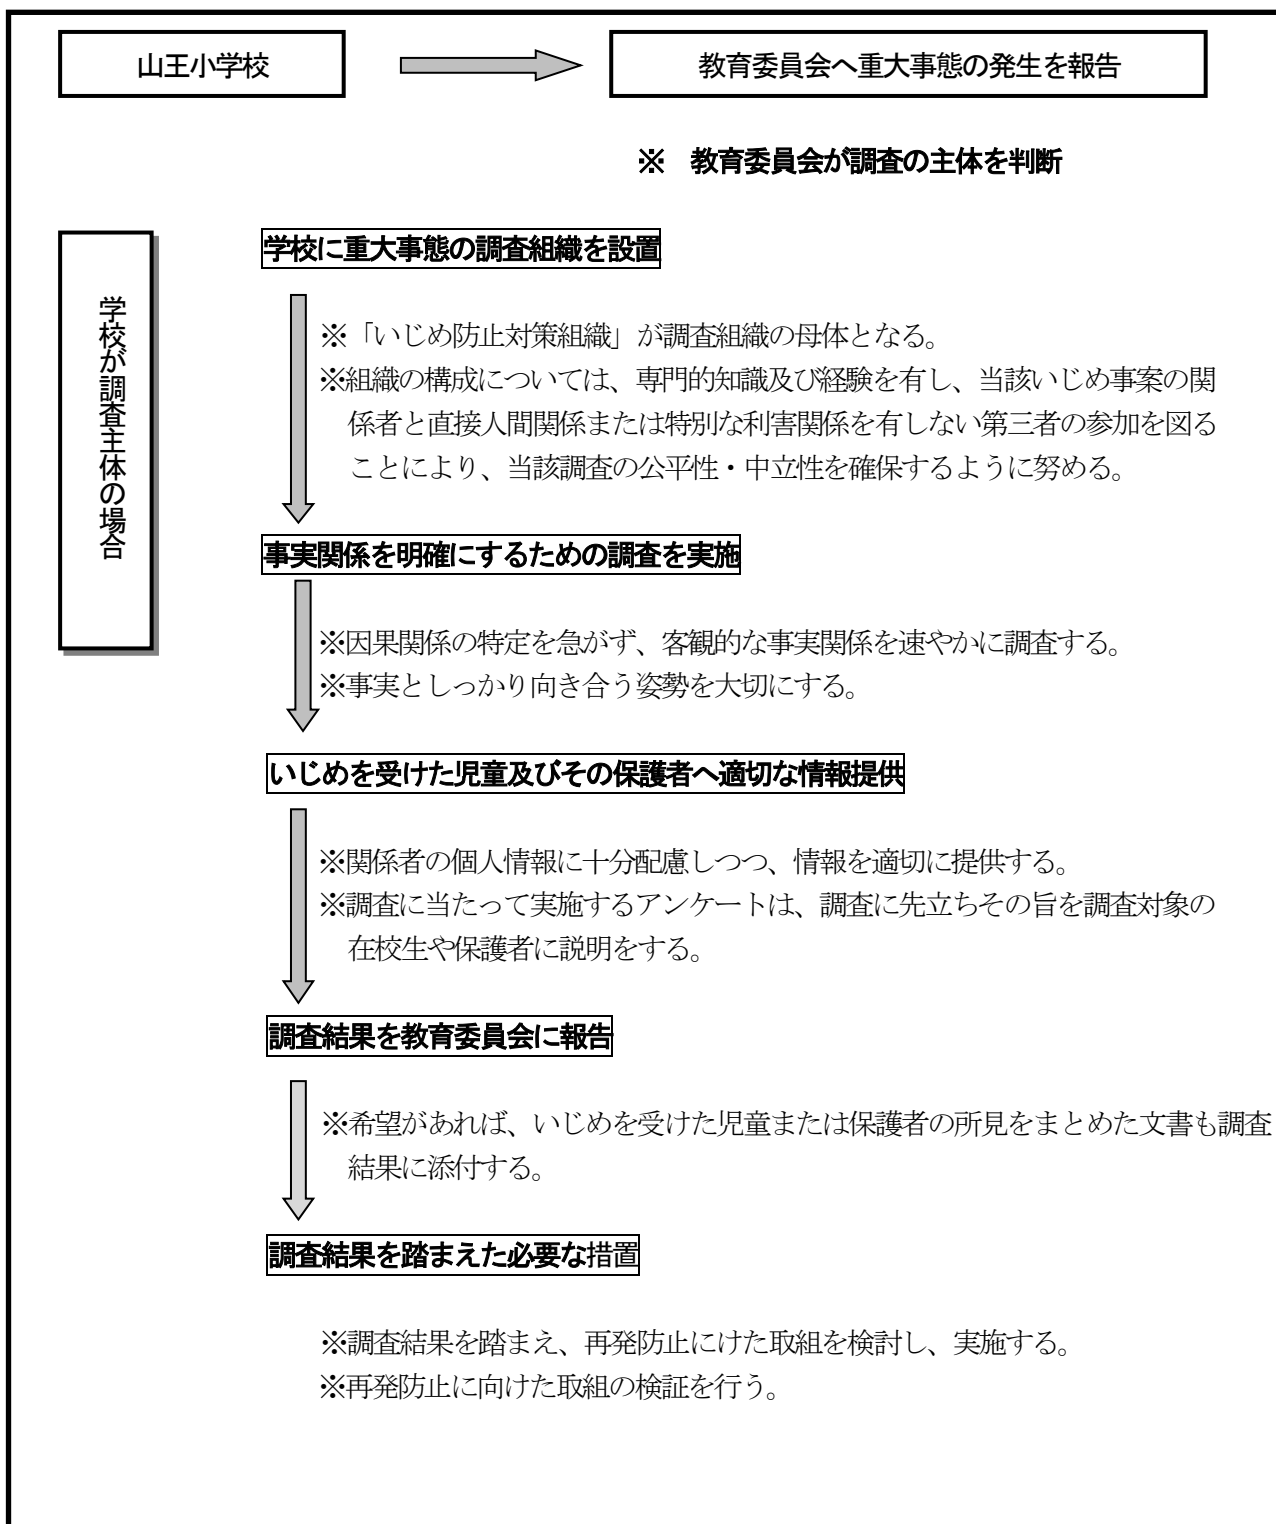 山王小学校
教育委員会へ重大事態の発生を報告
※　教育委員会が調査の主体を判断
学校が調査主体の場合
学校に重大事態の調査組織を設置
※「いじめ防止対策組織」が調査組織の母体となる。
※組織の構成については、専門的知識及び経験を有し、当該いじめ事案の関
係者と直接人間関係または特別な利害関係を有しない第三者の参加を図る
ことにより、当該調査の公平性・中立性を確保するように努める。
事実関係を明確にするための調査を実施
※因果関係の特定を急がず、客観的な事実関係を速やかに調査する。
※事実としっかり向き合う姿勢を大切にする。
いじめを受けた児童及びその保護者へ適切な情報提供
※関係者の個人情報に十分配慮しつつ、情報を適切に提供する。
※調査に当たって実施するアンケートは、調査に先立ちその旨を調査対象の
在校生や保護者に説明をする。
調査結果を教育委員会に報告
※希望があれば、いじめを受けた児童または保護者の所見をまとめた文書も調査
結果に添付する。
調査結果を踏まえた必要な措置
※調査結果を踏まえ、再発防止にけた取組を検討し、実施する。
※再発防止に向けた取組の検証を行う。